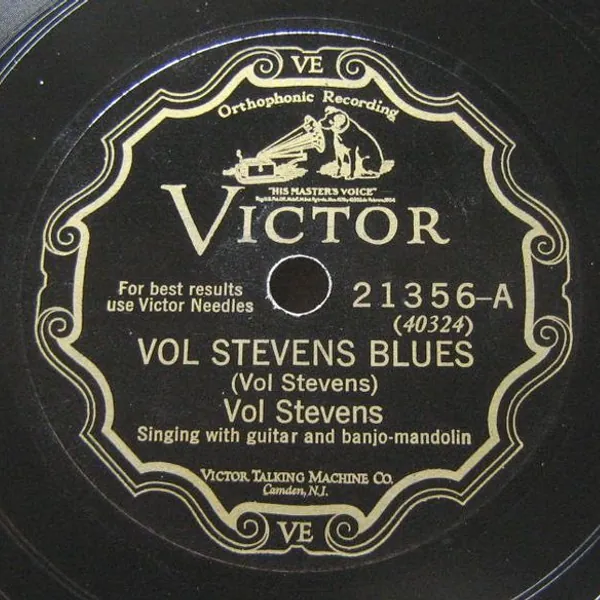 VE
Orthophonic Recording
"HIS MASTER'S VOICE"
VICTOR
For best results
use Victor Needles
21356-A
(40324)
VOL STEVENS BLUES
(Vol Stevens)
Vol Stevens
Singing with guitar and banjo-mandolin
VICTOR TALKING MACHINE CO.
Camden, N.J.
VE